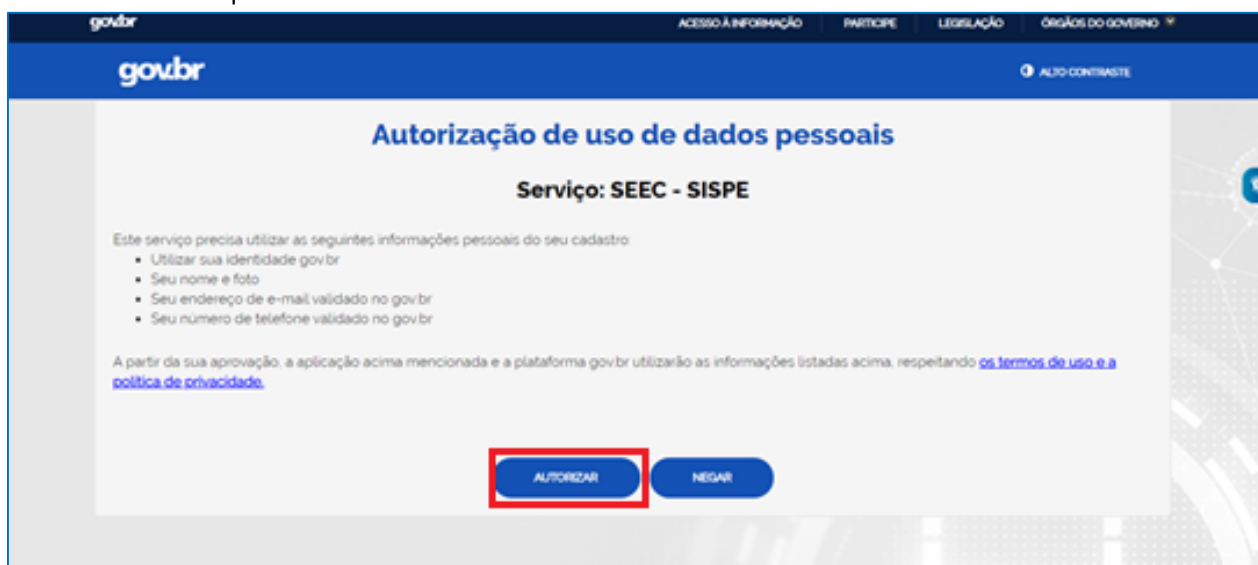 gov.br ACESSO À INFORMAÇÃO PARTICIPE LEGISLAÇÃO ÓRGÃOS DO GOVERNO
gov.br ALTO CONTRASTE
Autorização de uso de dados pessoais
Serviço: SEEC - SISPE
Este serviço precisa utilizar as seguintes informações pessoais do seu cadastro:
• Utilizar sua identidade gov.br
• Seu nome e foto
• Seu endereço de e-mail validado no gov.br
• Seu número de telefone validado no gov.br
A partir da sua aprovação, a aplicação acima mencionada e a plataforma gov.br utilizarão as informações listadas acima, respeitando os termos de uso e a
política de privacidade.
AUTORIZAR NEGAR